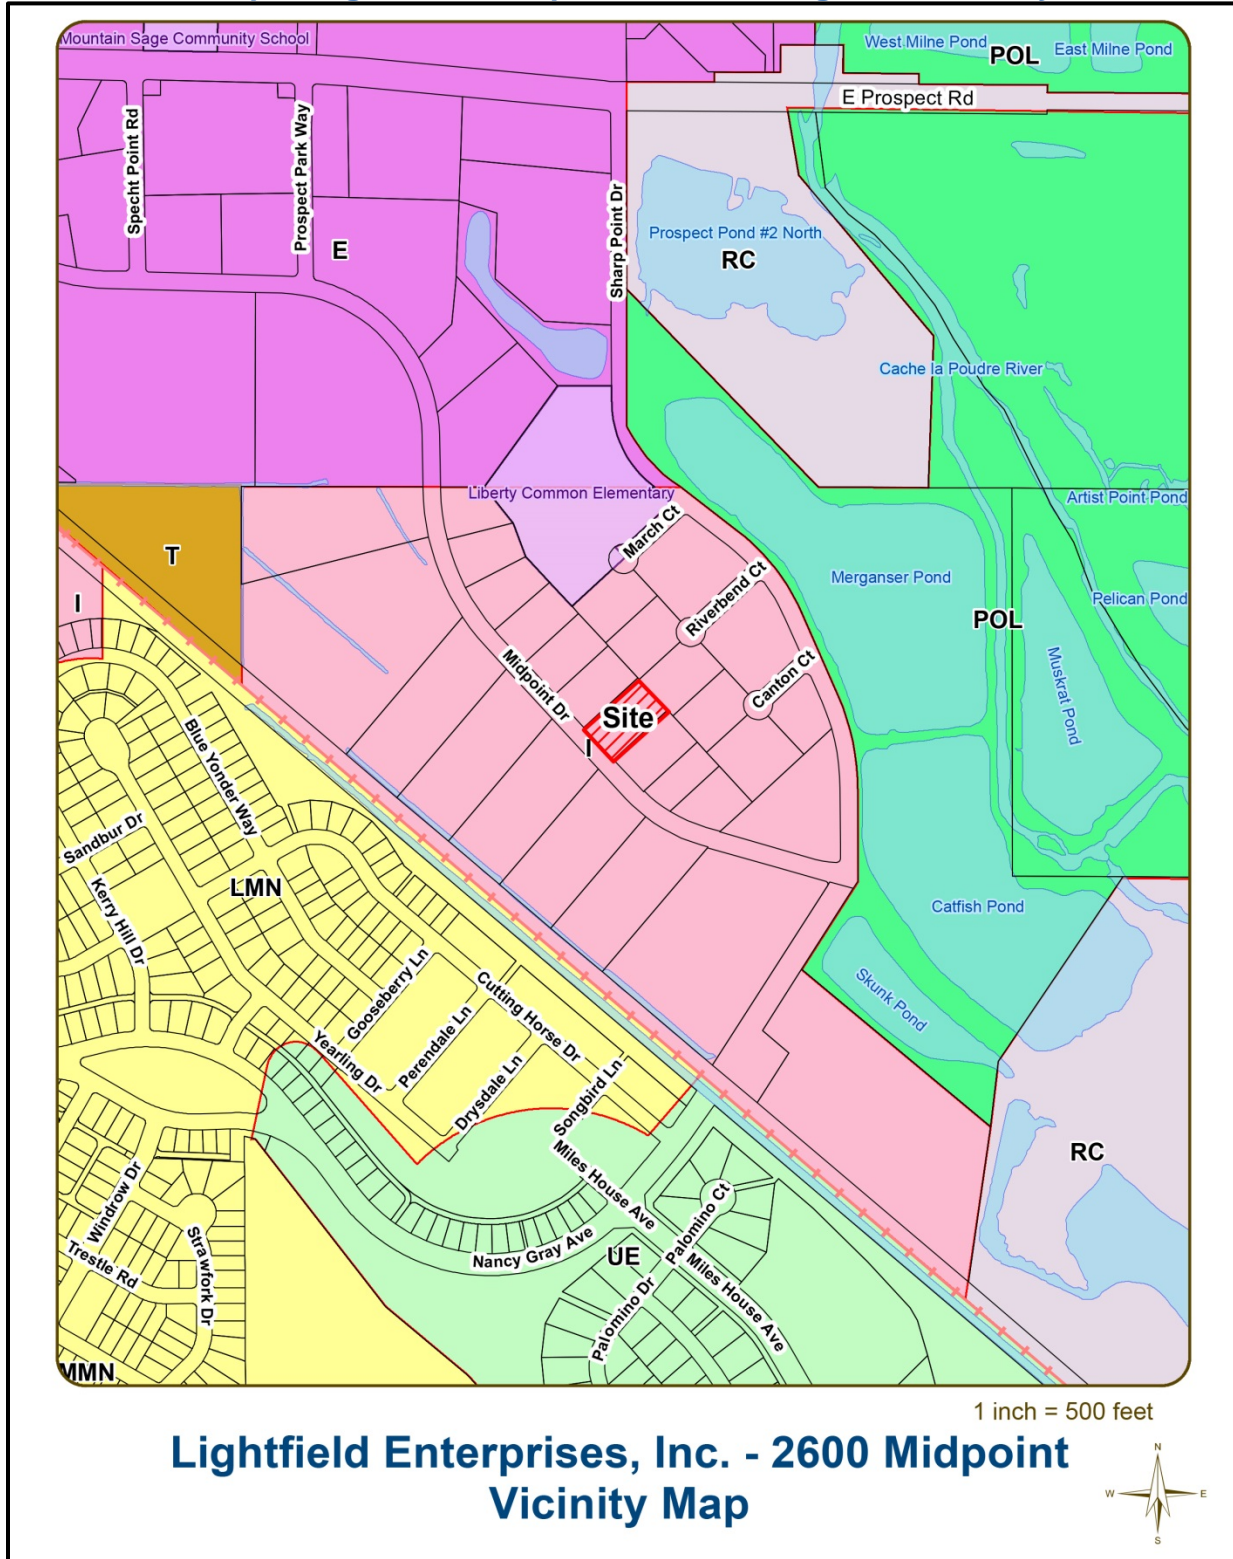 Mountain Sage Community School
West Milne Pond
POL
East Milne Pond
E Prospect Rd
Specht Point Rd
Prospect Park Way
Sharp Point Dr
E
Prospect Pond #2 North
RC
Cache la Poudre River
Liberty Common Elementary
Artist Point Pond
March Ct
T
Merganser Pond
Riverbend Ct
Pelican Pond
I
POL
Midpoint Dr
Canton Ct
Muskrat Pond
Site
I
Blue Yonder Way
Sandbur Dr
Kerry Hill Dr
LMN
Catfish Pond
Gooseberry Ln
Cutting Horse Dr
Skunk Pond
Perendale Ln
Yearling Dr
Drysdale Ln
Songbird Ln
RC
Miles House Ave
Windrow Dr
Palomino Ct
Nancy Gray Ave
UE
Trestle Rd
Strawfork Dr
Miles House Ave
Palomino Dr
MMN
1 inch = 500 feet
Lightfield Enterprises, Inc. - 2600 Midpoint
Vicinity Map
N
W
E
S